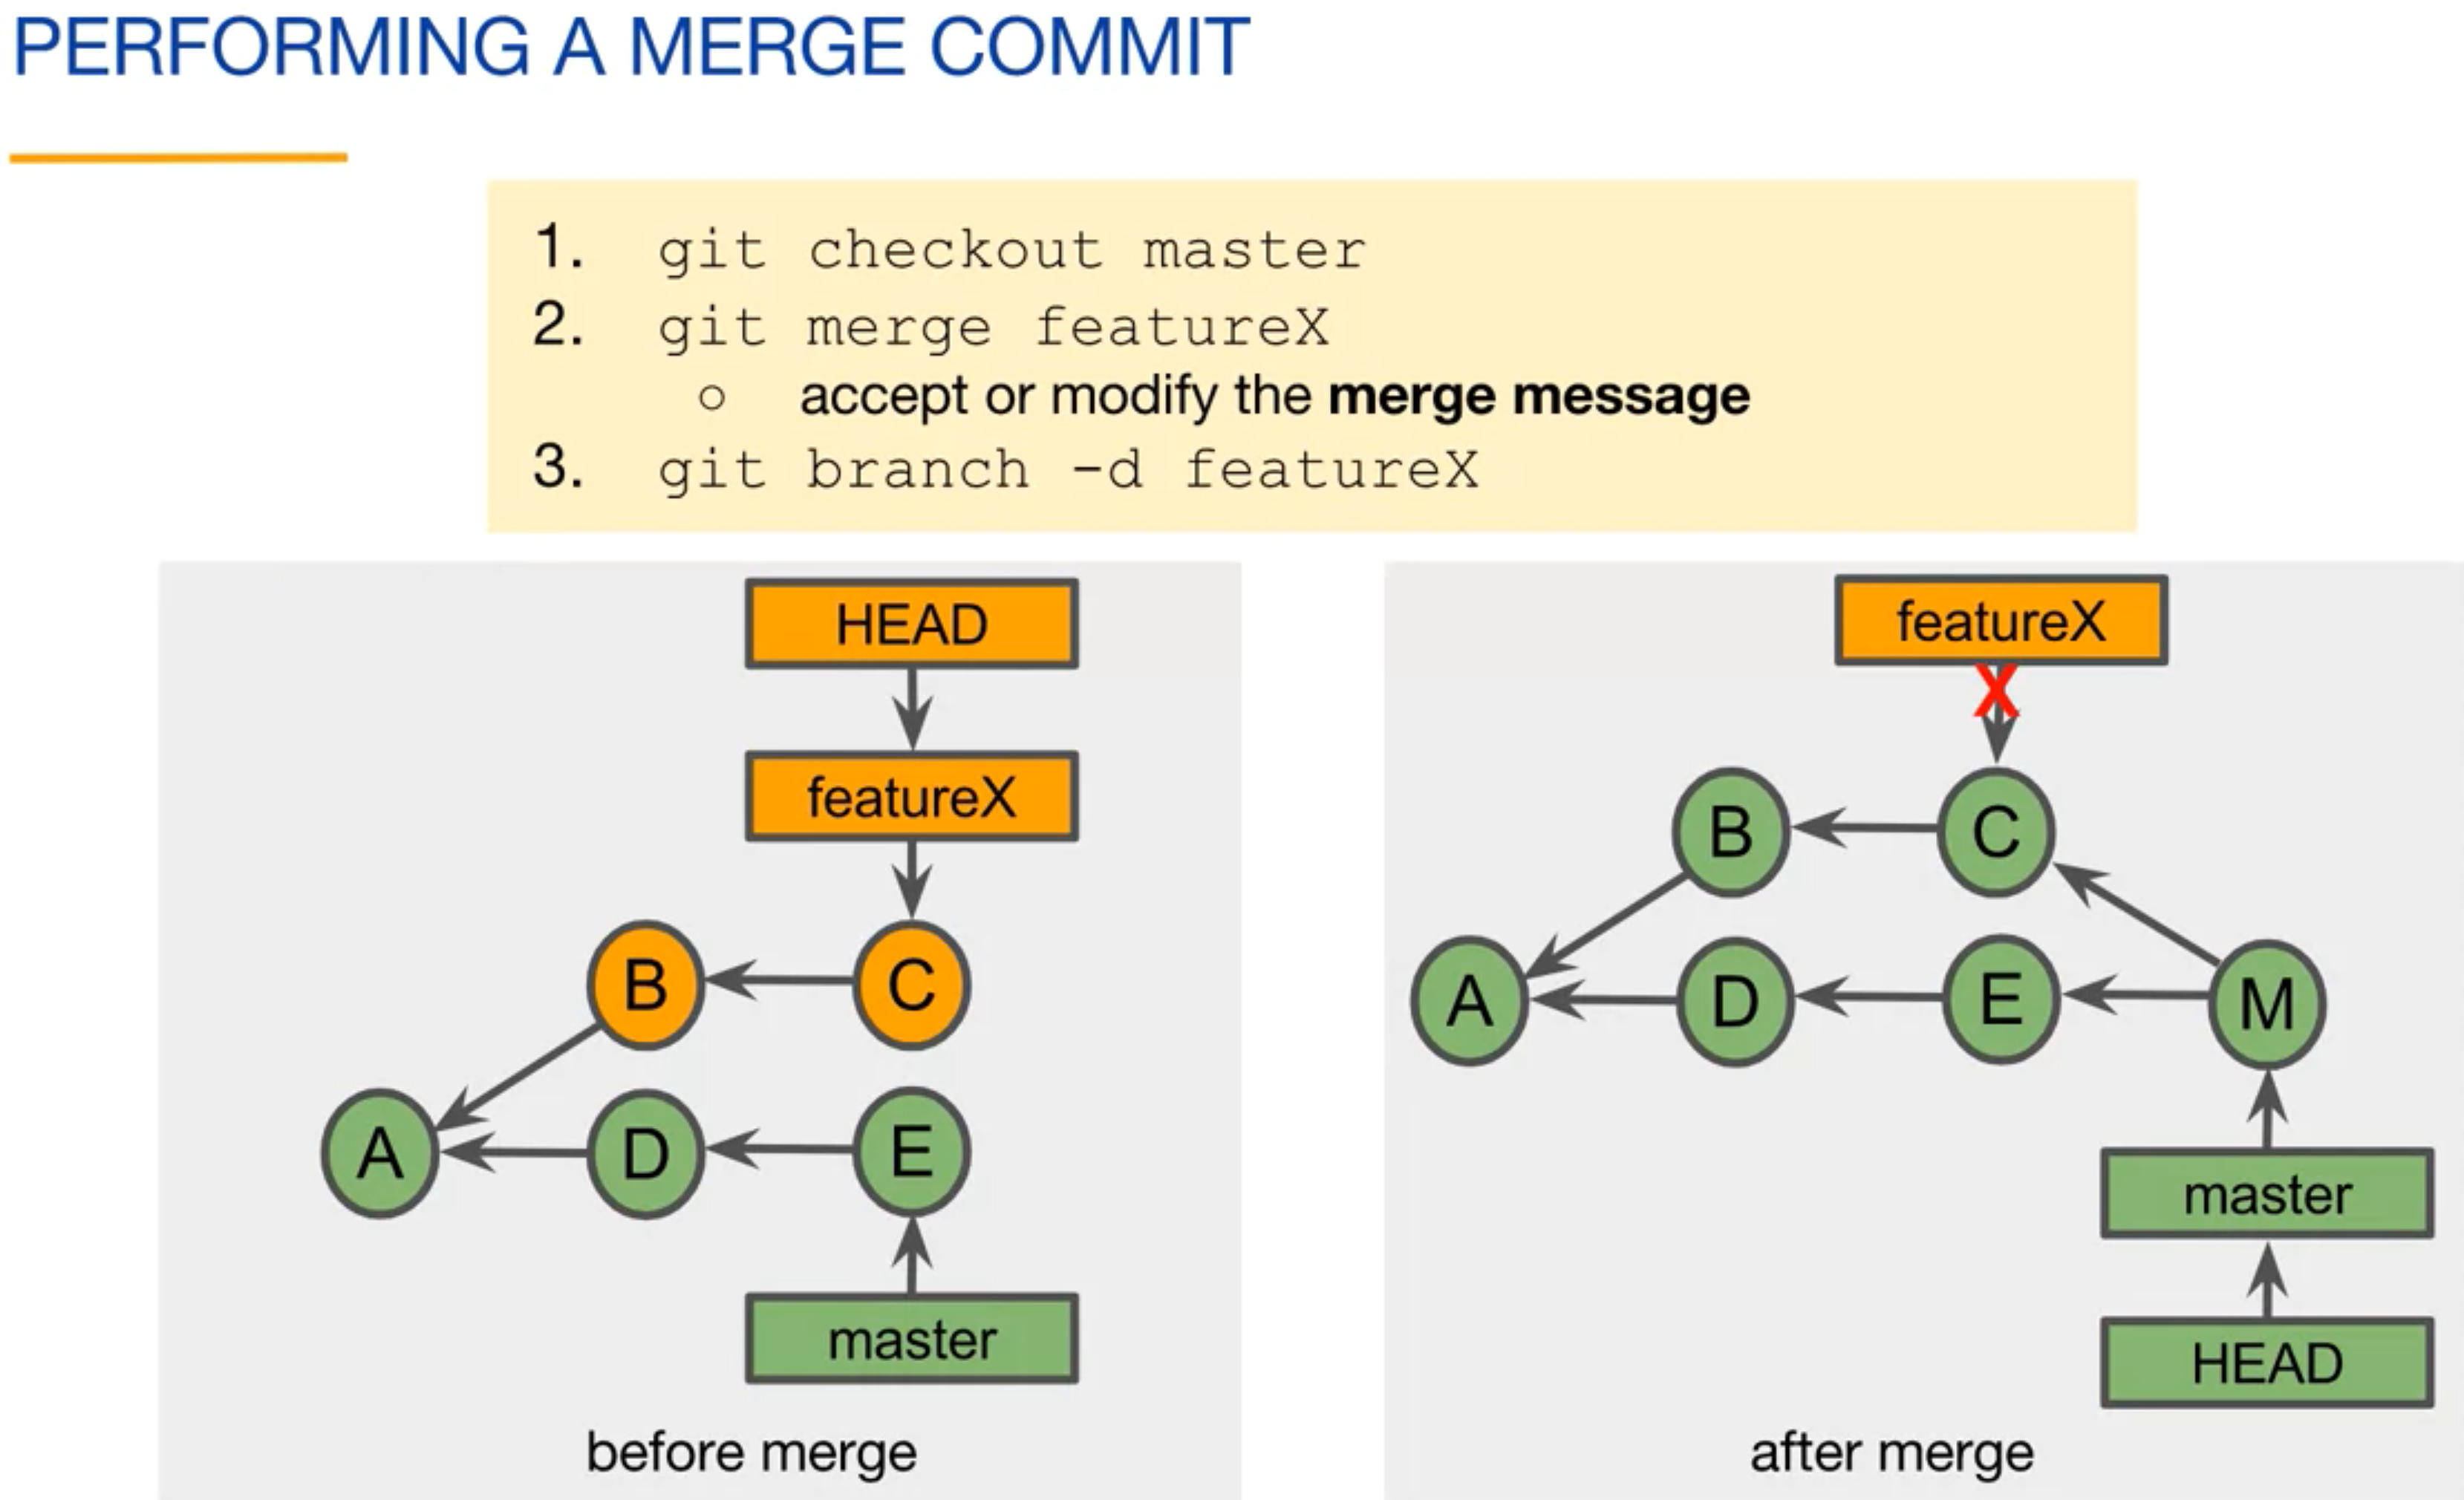 PERFORMING A MERGE COMMIT
1. git checkout master
2. git merge featureX
○ accept or modify the merge message
3. git branch -d featureX
HEAD
featureX
B
C
A
D
E
master
before merge
featureX
X
B
C
A
D
E
M
master
HEAD
after merge